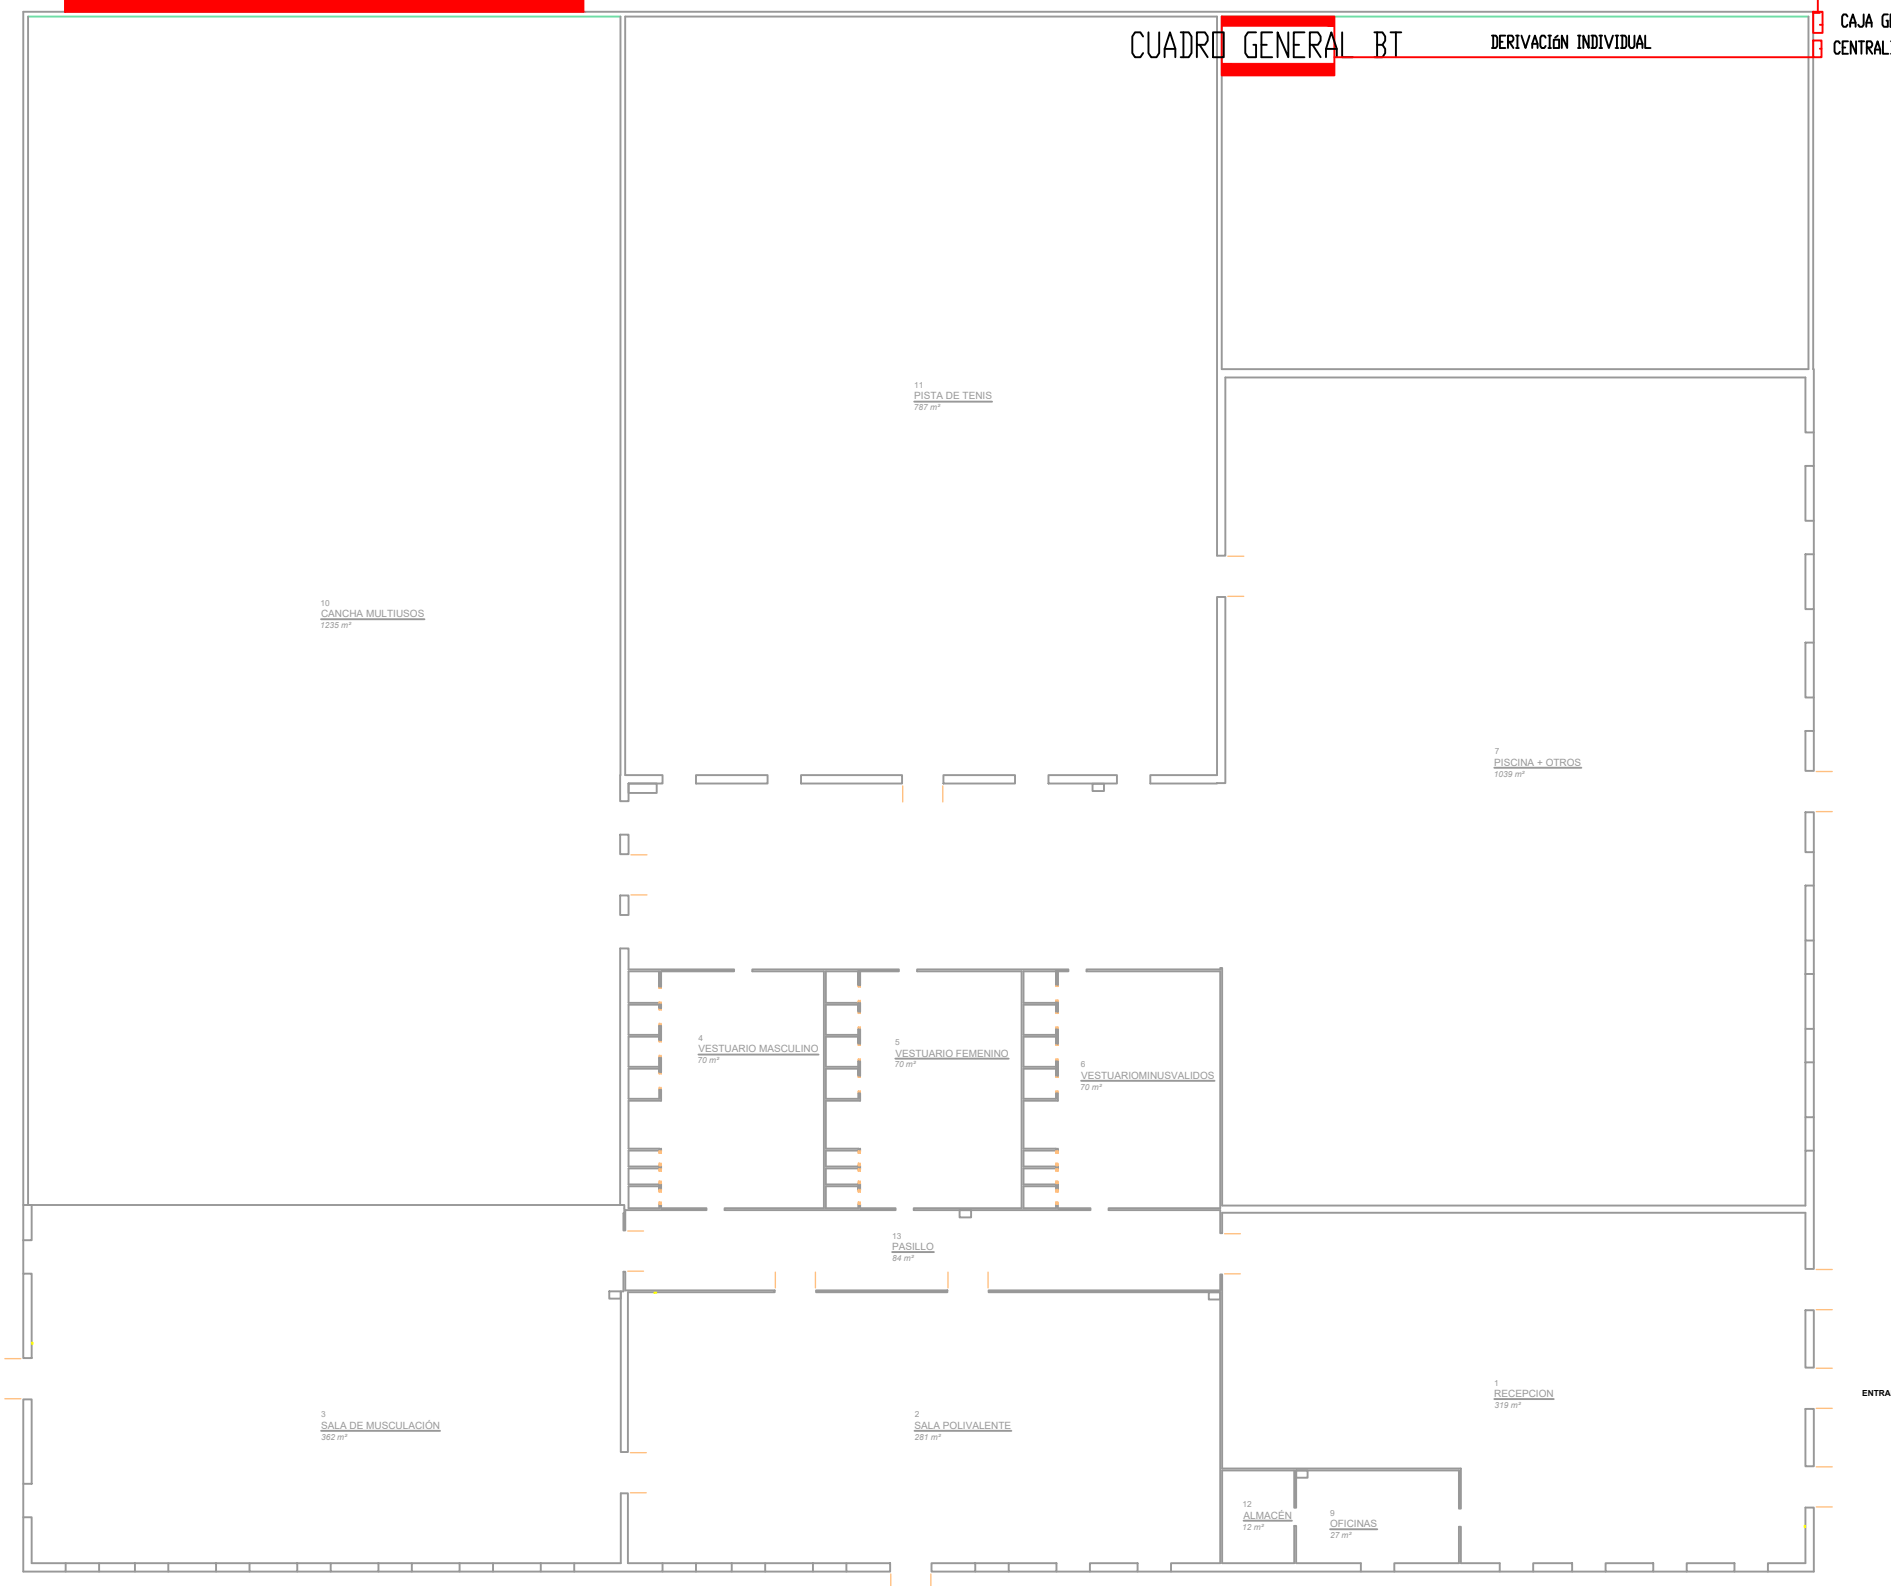 CAJA G
CUADRO GENERAL BT
DERIVACIóN INDIVIDUAL
CENTRAL
11
PISTA DE TENIS
787 m²
10
CANCHA MULTIUSOS
1235 m²
7
PISCINA + OTROS
1039 m²
4
VESTUARIO MASCULINO
70 m²
5
VESTUARIO FEMENINO
70 m²
6
VESTUARIOMINUSVALIDOS
70 m²
13
PASILLO
84 m²
1
RECEPCION
319 m²
ENTRA
3
SALA DE MUSCULACIÓN
362 m²
2
SALA POLIVALENTE
281 m²
12
ALMACÉN
12 m²
9
OFICINAS
27 m²